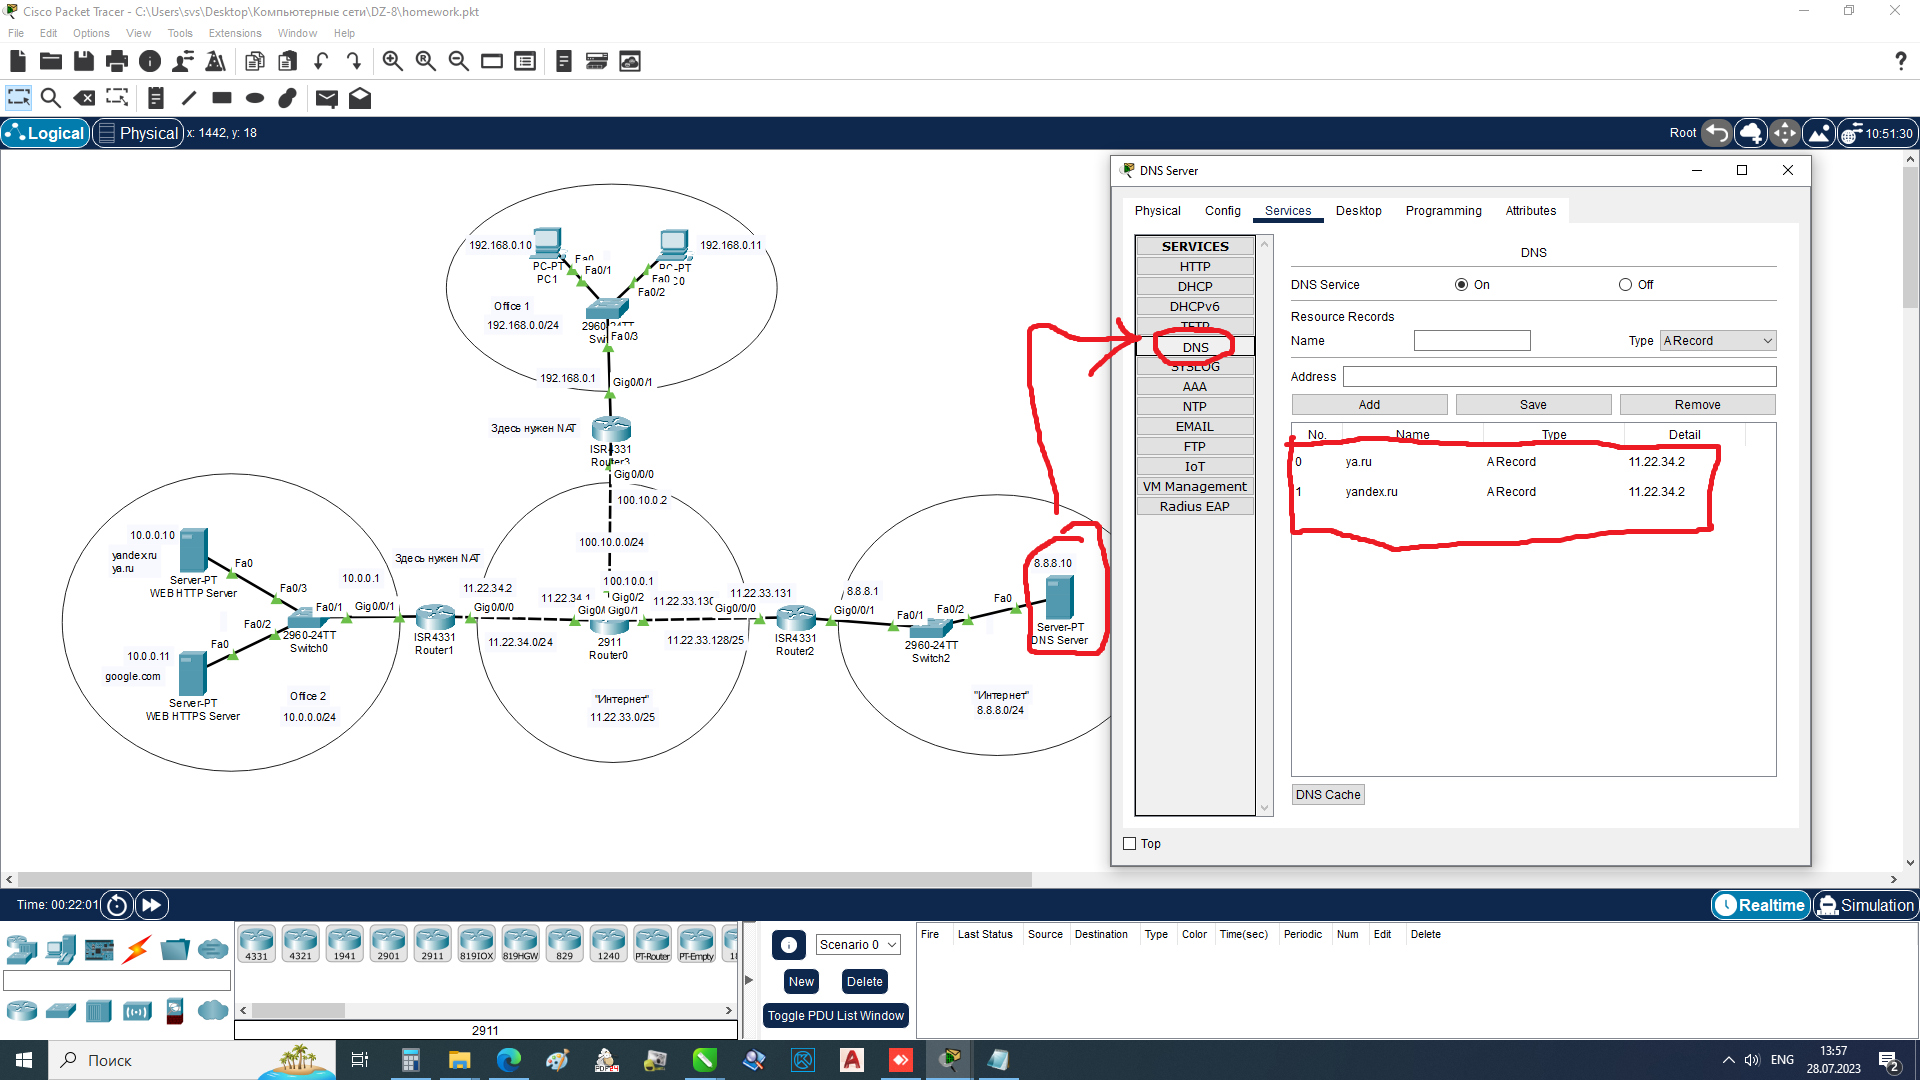 Cisco Packet Tracer - C:\Users\svs\Desktop\Компьютерные сети\DZ-8\homework.pkt
File Edit Options View Tools Extensions Window Help
Logical Physical x: 1442, y: 18
Root 10:51:30
192.168.0.10
192.168.0.11
Fa0
PC-PT
PC1
Fa0/1
PC-PT
Fa0
Fa0/2
Office 1
192.168.0.0/24
2960-24TT
Fa0/3
192.168.0.1
Gig0/0/1
Здесь нужен NAT
ISR4331
Router3
Gig0/0/0
100.10.0.2
100.10.0.0/24
100.10.0.1
Gig0/2
10.0.0.10
yandex.ru
ya.ru
Fa0
Server-PT
WEB HTTP Server
Fa0/3
10.0.0.1
Fa0/1
Gig0/0/1
Fa0/2
2960-24TT
Switch0
Fa0
10.0.0.11
google.com
Server-PT
WEB HTTPS Server
Office 2
10.0.0.0/24
Здесь нужен NAT
11.22.34.2
Gig0/0/0
ISR4331
Router1
11.22.34.0/24
Gig0/1
2911
Router0
"Интернет"
11.22.33.0/25
11.22.33.130
11.22.33.131
Gig0/0/0
11.22.33.128/25
ISR4331
Router2
8.8.8.1
Gig0/0/1
Fa0/1
Fa0/2
2960-24TT
Switch2
Fa0
8.8.8.10
Server-PT
DNS Server
"Интернет"
8.8.8.0/24
DNS Server
Physical Config Services Desktop Programming Attributes
SERVICES
HTTP
DHCP
DHCPv6
TFTP
DNS
SYSLOG
AAA
NTP
EMAIL
FTP
IoT
VM Management
Radius EAP
DNS
DNS Service On Off
Resource Records
Name Type A Record
Address
Add Save Remove
No. Name Type Detail
0 ya.ru A Record 11.22.34.2
1 yandex.ru A Record 11.22.34.2
DNS Cache
Top
Time: 00:22:01
Realtime Simulation
4331 4321 1941 2901 2911 819IOX 819HGW 829 1240 PT-Router PT-Empty
2911
Scenario 0
New Delete
Toggle PDU List Window
Fire Last Status Source Destination Type Color Time(sec) Periodic Num Edit Delete
Поиск
ENG
13:57
28.07.2023
2